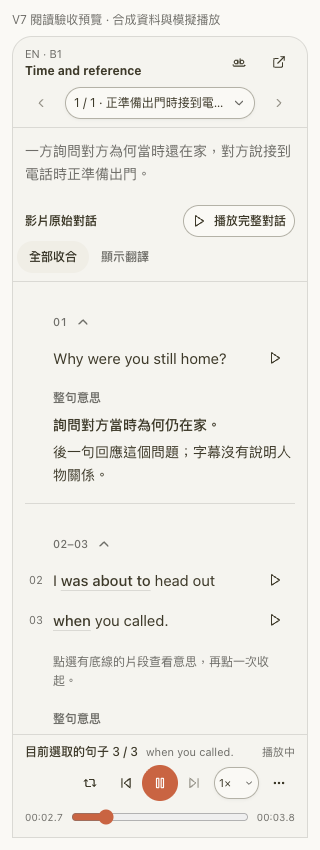 V7 閱讀驗收預覽 · 合成資料與模擬播放
EN · B1
Time and reference
1 / 1 · 正準備出門時接到電...
一方詢問對方為何當時還在家，對方說接到
電話時正準備出門。
影片原始對話
播放完整對話
全部收合
顯示翻譯
01
Why were you still home?
整句意思
詢問對方當時為何仍在家。
後一句回應這個問題；字幕沒有說明人
物關係。
02–03
02 I was about to head out
03 when you called.
點選有底線的片段查看意思，再點一次收
起。
整句意思
目前選取的句子 3 / 3 when you called. 播放中
1×
00:02.7 00:03.8